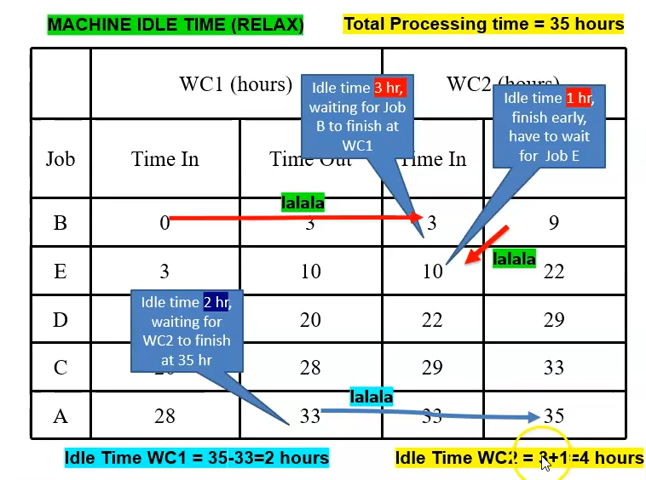 MACHINE IDLE TIME (RELAX)
Total Processing time = 35 hours
WC1 (hours)
WC2 (hours)
Idle time 3 hr,
waiting for Job
B to finish at
WC1
Idle time 1 hr,
finish early,
have to wait
for Job E
Job
Time In
Time Out
Time In
lalala
B 0 3 3 9
lalala
E 3 10 10 22
Idle time 2 hr,
waiting for
WC2 to finish
at 35 hr
D 20 22 29
C 28 29 33
lalala
A 28 33 33 35
Idle Time WC1 = 35-33=2 hours
Idle Time WC2 = 3+1=4 hours